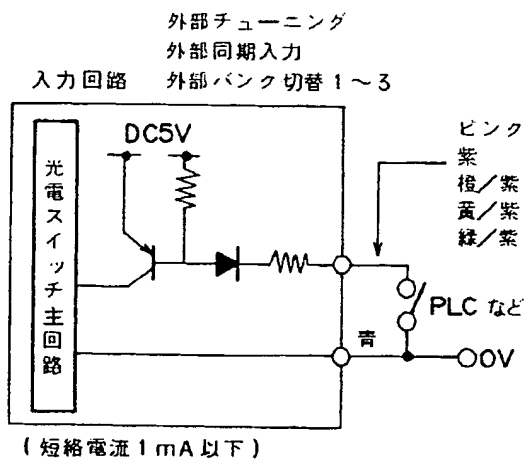 外部チューニング
外部同期入力
入力回路 外部バンク切替1～3
DC5V
光電スイッチ主回路
ピンク
紫
橙／紫
黄／紫
緑／紫
PLC など
青
0V
(短絡電流1mA以下)